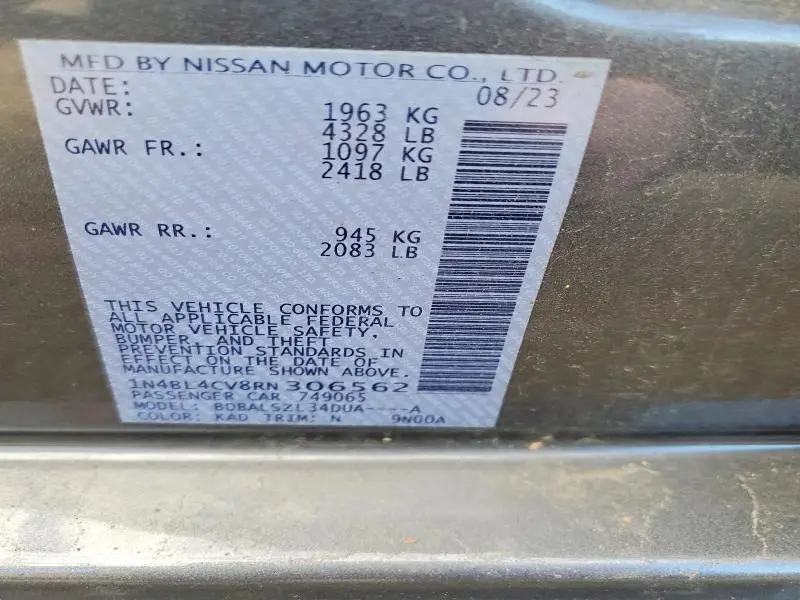 MFD BY NISSAN MOTOR CO., LTD.
DATE: 08/23
GVWR: 1963 KG
4328 LB
GAWR FR.: 1097 KG
2418 LB
GAWR RR.: 945 KG
2083 LB
THIS VEHICLE CONFORMS TO
ALL APPLICABLE FEDERAL
MOTOR VEHICLE SAFETY,
BUMPER, AND THEFT
PREVENTION STANDARDS IN
EFFECT ON THE DATE OF
MANUFACTURE SHOWN ABOVE.
1N4BL4CV8RN306562
PASSENGER CAR 749065
MODEL: BDBALSZL34DUA----A
COLOR: KAD TRIM: N 9N00A